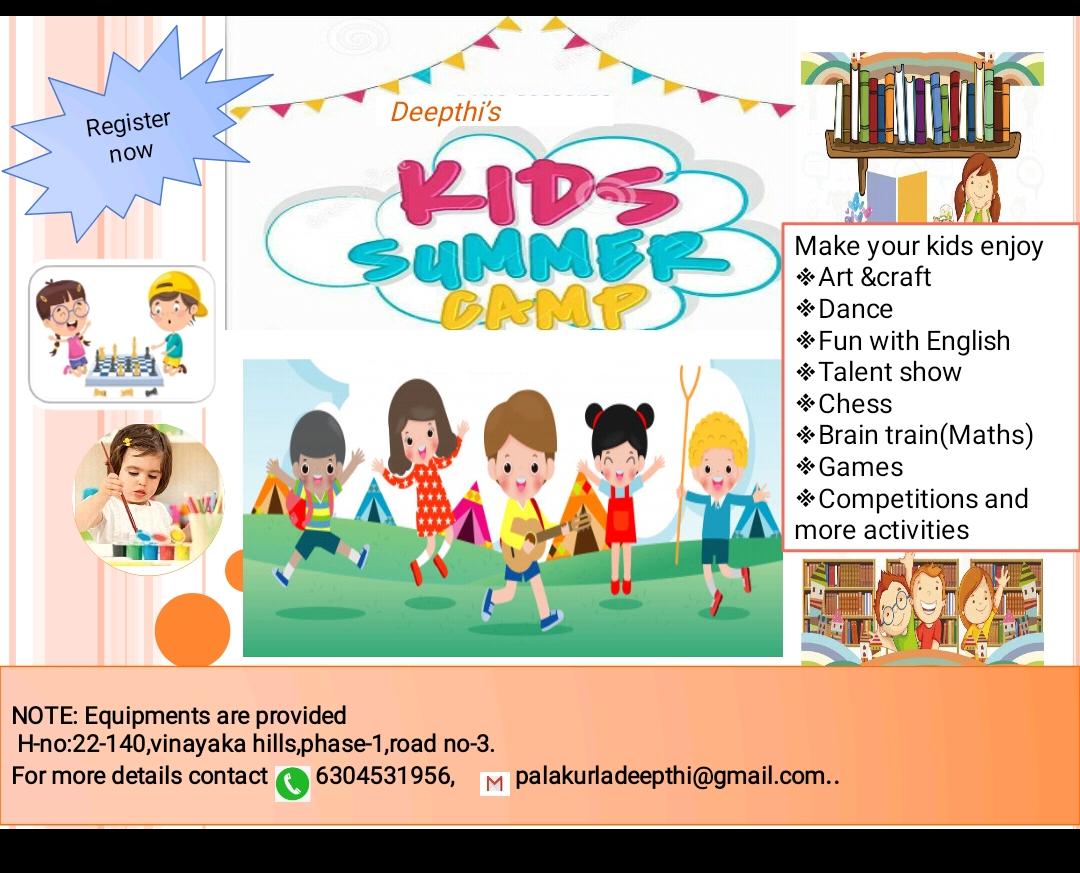 Register
now
Deepthi's
KIDS
SUMMER
CAMP
Make your kids enjoy
❖Art &craft
❖Dance
❖Fun with English
❖Talent show
❖Chess
❖Brain train(Maths)
❖Games
❖Competitions and
more activities
NOTE: Equipments are provided
H-no:22-140,vinayaka hills,phase-1,road no-3.
For more details contact 6304531956, palakurladeepthi@gmail.com..